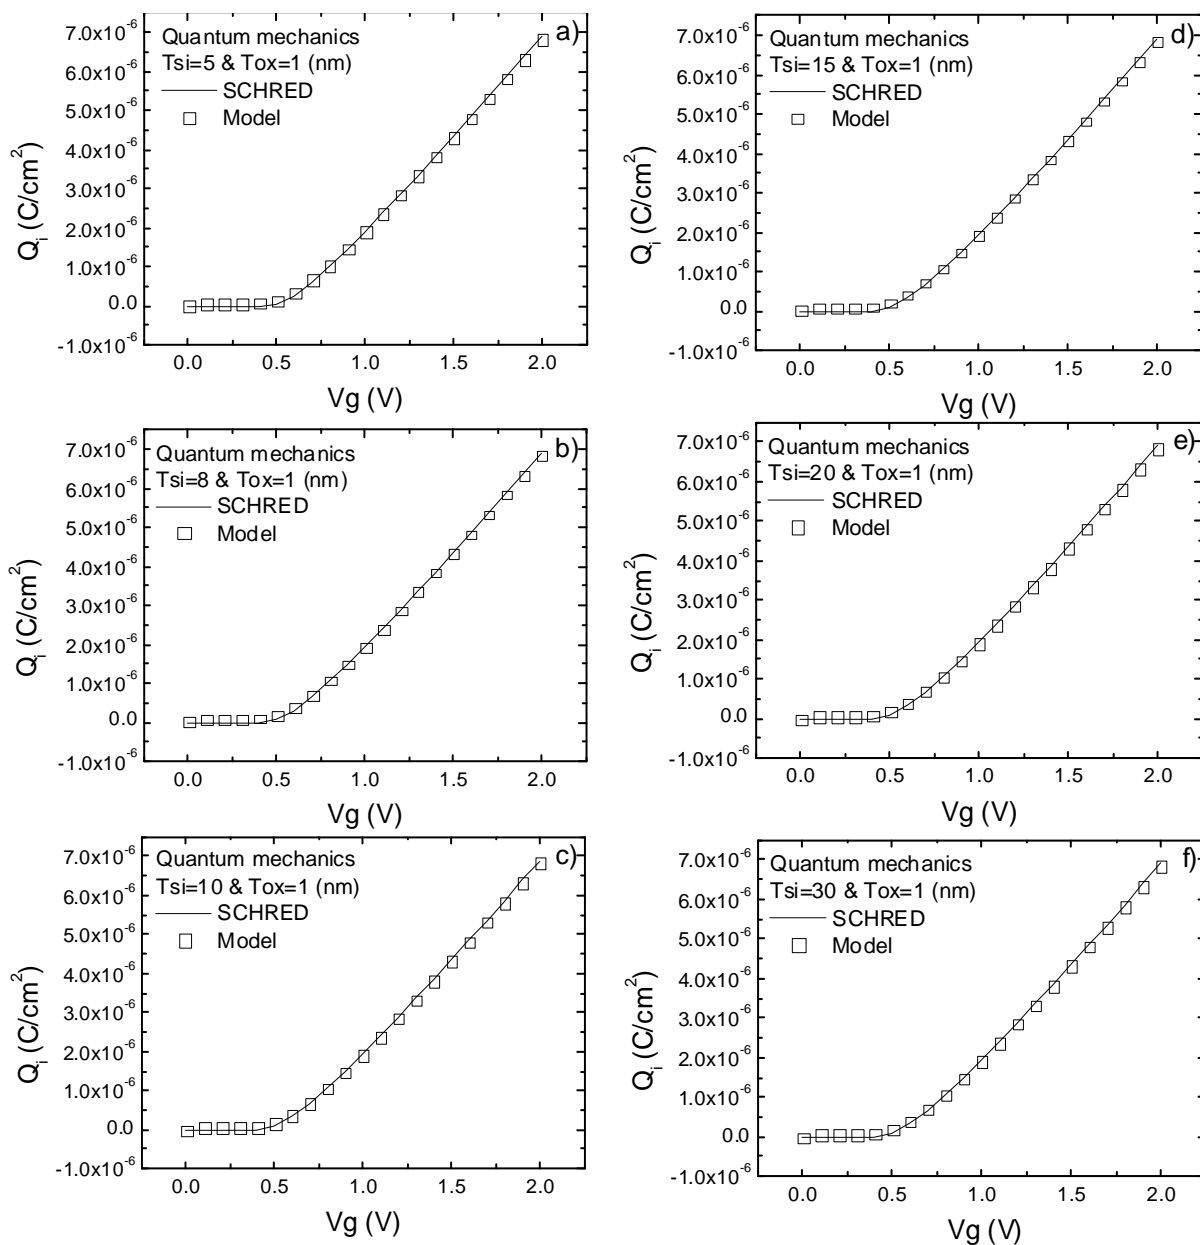 a)
Quantum mechanics
Tsi=5 & Tox=1 (nm)
SCHRED
Model
7.0x10⁻⁶
6.0x10⁻⁶
5.0x10⁻⁶
4.0x10⁻⁶
3.0x10⁻⁶
2.0x10⁻⁶
1.0x10⁻⁶
0.0
-1.0x10⁻⁶
Qᵢ (C/cm²)
0.0 0.5 1.0 1.5 2.0
Vg (V)
d)
Quantum mechanics
Tsi=15 & Tox=1 (nm)
SCHRED
Model
7.0x10⁻⁶
6.0x10⁻⁶
5.0x10⁻⁶
4.0x10⁻⁶
3.0x10⁻⁶
2.0x10⁻⁶
1.0x10⁻⁶
0.0
-1.0x10⁻⁶
Qᵢ (C/cm²)
0.0 0.5 1.0 1.5 2.0
Vg (V)
b)
Quantum mechanics
Tsi=8 & Tox=1 (nm)
SCHRED
Model
7.0x10⁻⁶
6.0x10⁻⁶
5.0x10⁻⁶
4.0x10⁻⁶
3.0x10⁻⁶
2.0x10⁻⁶
1.0x10⁻⁶
0.0
-1.0x10⁻⁶
Qᵢ (C/cm²)
0.0 0.5 1.0 1.5 2.0
Vg (V)
e)
Quantum mechanics
Tsi=20 & Tox=1 (nm)
SCHRED
Model
7.0x10⁻⁶
6.0x10⁻⁶
5.0x10⁻⁶
4.0x10⁻⁶
3.0x10⁻⁶
2.0x10⁻⁶
1.0x10⁻⁶
0.0
-1.0x10⁻⁶
Qᵢ (C/cm²)
0.0 0.5 1.0 1.5 2.0
Vg (V)
c)
Quantum mechanics
Tsi=10 & Tox=1 (nm)
SCHRED
Model
7.0x10⁻⁶
6.0x10⁻⁶
5.0x10⁻⁶
4.0x10⁻⁶
3.0x10⁻⁶
2.0x10⁻⁶
1.0x10⁻⁶
0.0
-1.0x10⁻⁶
Qᵢ (C/cm²)
0.0 0.5 1.0 1.5 2.0
Vg (V)
f)
Quantum mechanics
Tsi=30 & Tox=1 (nm)
SCHRED
Model
7.0x10⁻⁶
6.0x10⁻⁶
5.0x10⁻⁶
4.0x10⁻⁶
3.0x10⁻⁶
2.0x10⁻⁶
1.0x10⁻⁶
0.0
-1.0x10⁻⁶
Qᵢ (C/cm²)
0.0 0.5 1.0 1.5 2.0
Vg (V)